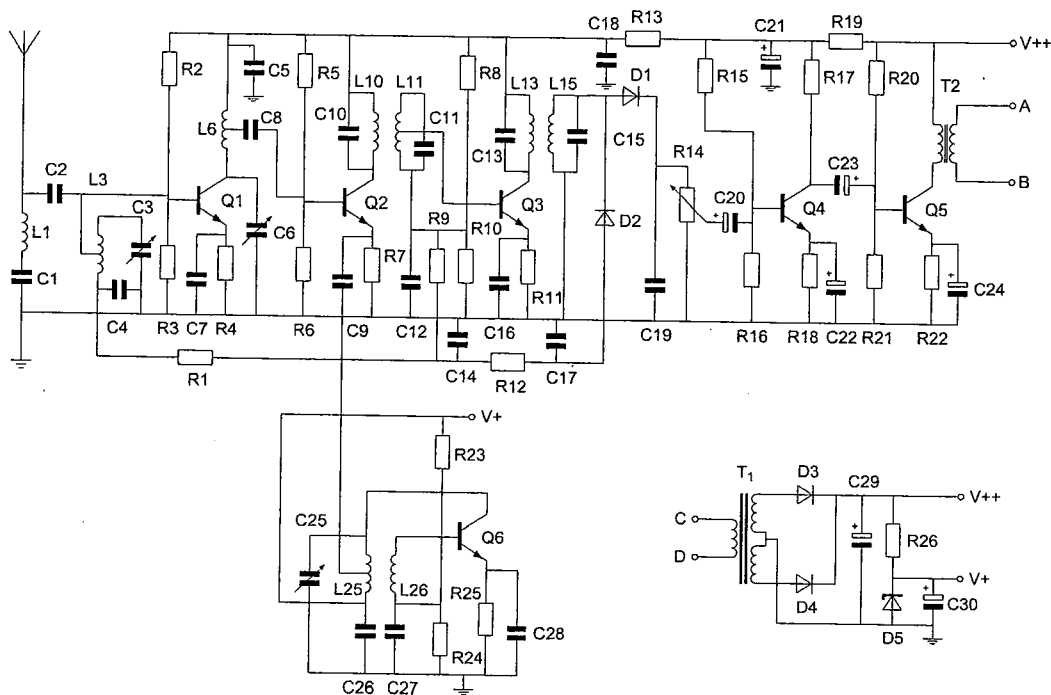 C18 R13 C21 R19
V++
R2 C5 R5 L10 L11 R8 L13 L15 D1 R15 R17 R20 T2
L6 C8 C10 C11 C13 C15 A
C2 L3 R14 C20 C23 B
C3 Q1 C6 Q2 R9 Q3 D2 Q4 Q5
L1 R7 R10
C1 R11 C24
C4 R3 C7 R4 R6 C9 C12 C16 C19 R16 R18 C22 R21 R22
R1 C14 R12 C17
V+
R23
C25 Q6
L25 L26 R25
R24 C28
C26 C27
T1 D3 C29
V++
C R26
D V+
D4 D5 C30
+ + + + + + + +